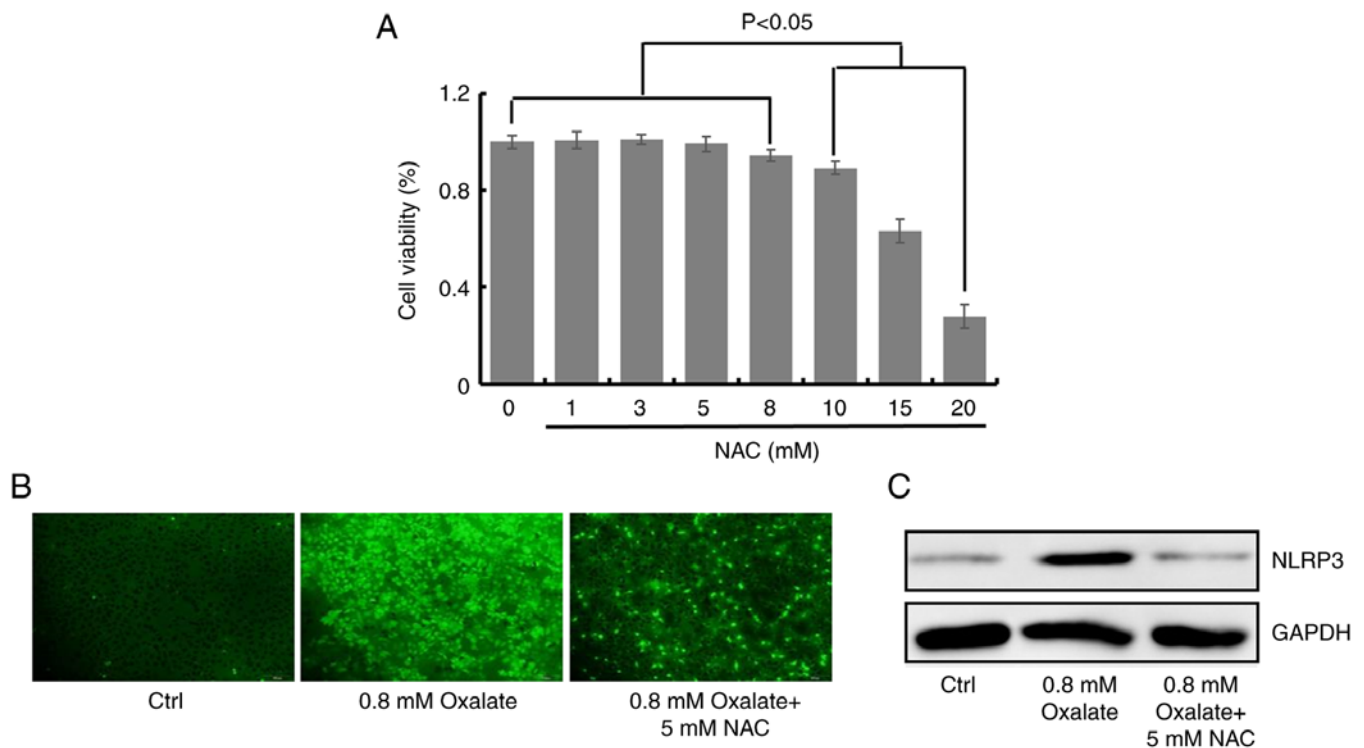 A
P<0.05
Cell viability (%)
1.2
0.8
0.4
0
0 1 3 5 8 10 15 20
NAC (mM)
B
Ctrl
0.8 mM Oxalate
0.8 mM Oxalate+
5 mM NAC
C
NLRP3
GAPDH
Ctrl
0.8 mM
Oxalate
0.8 mM
Oxalate+
5 mM NAC